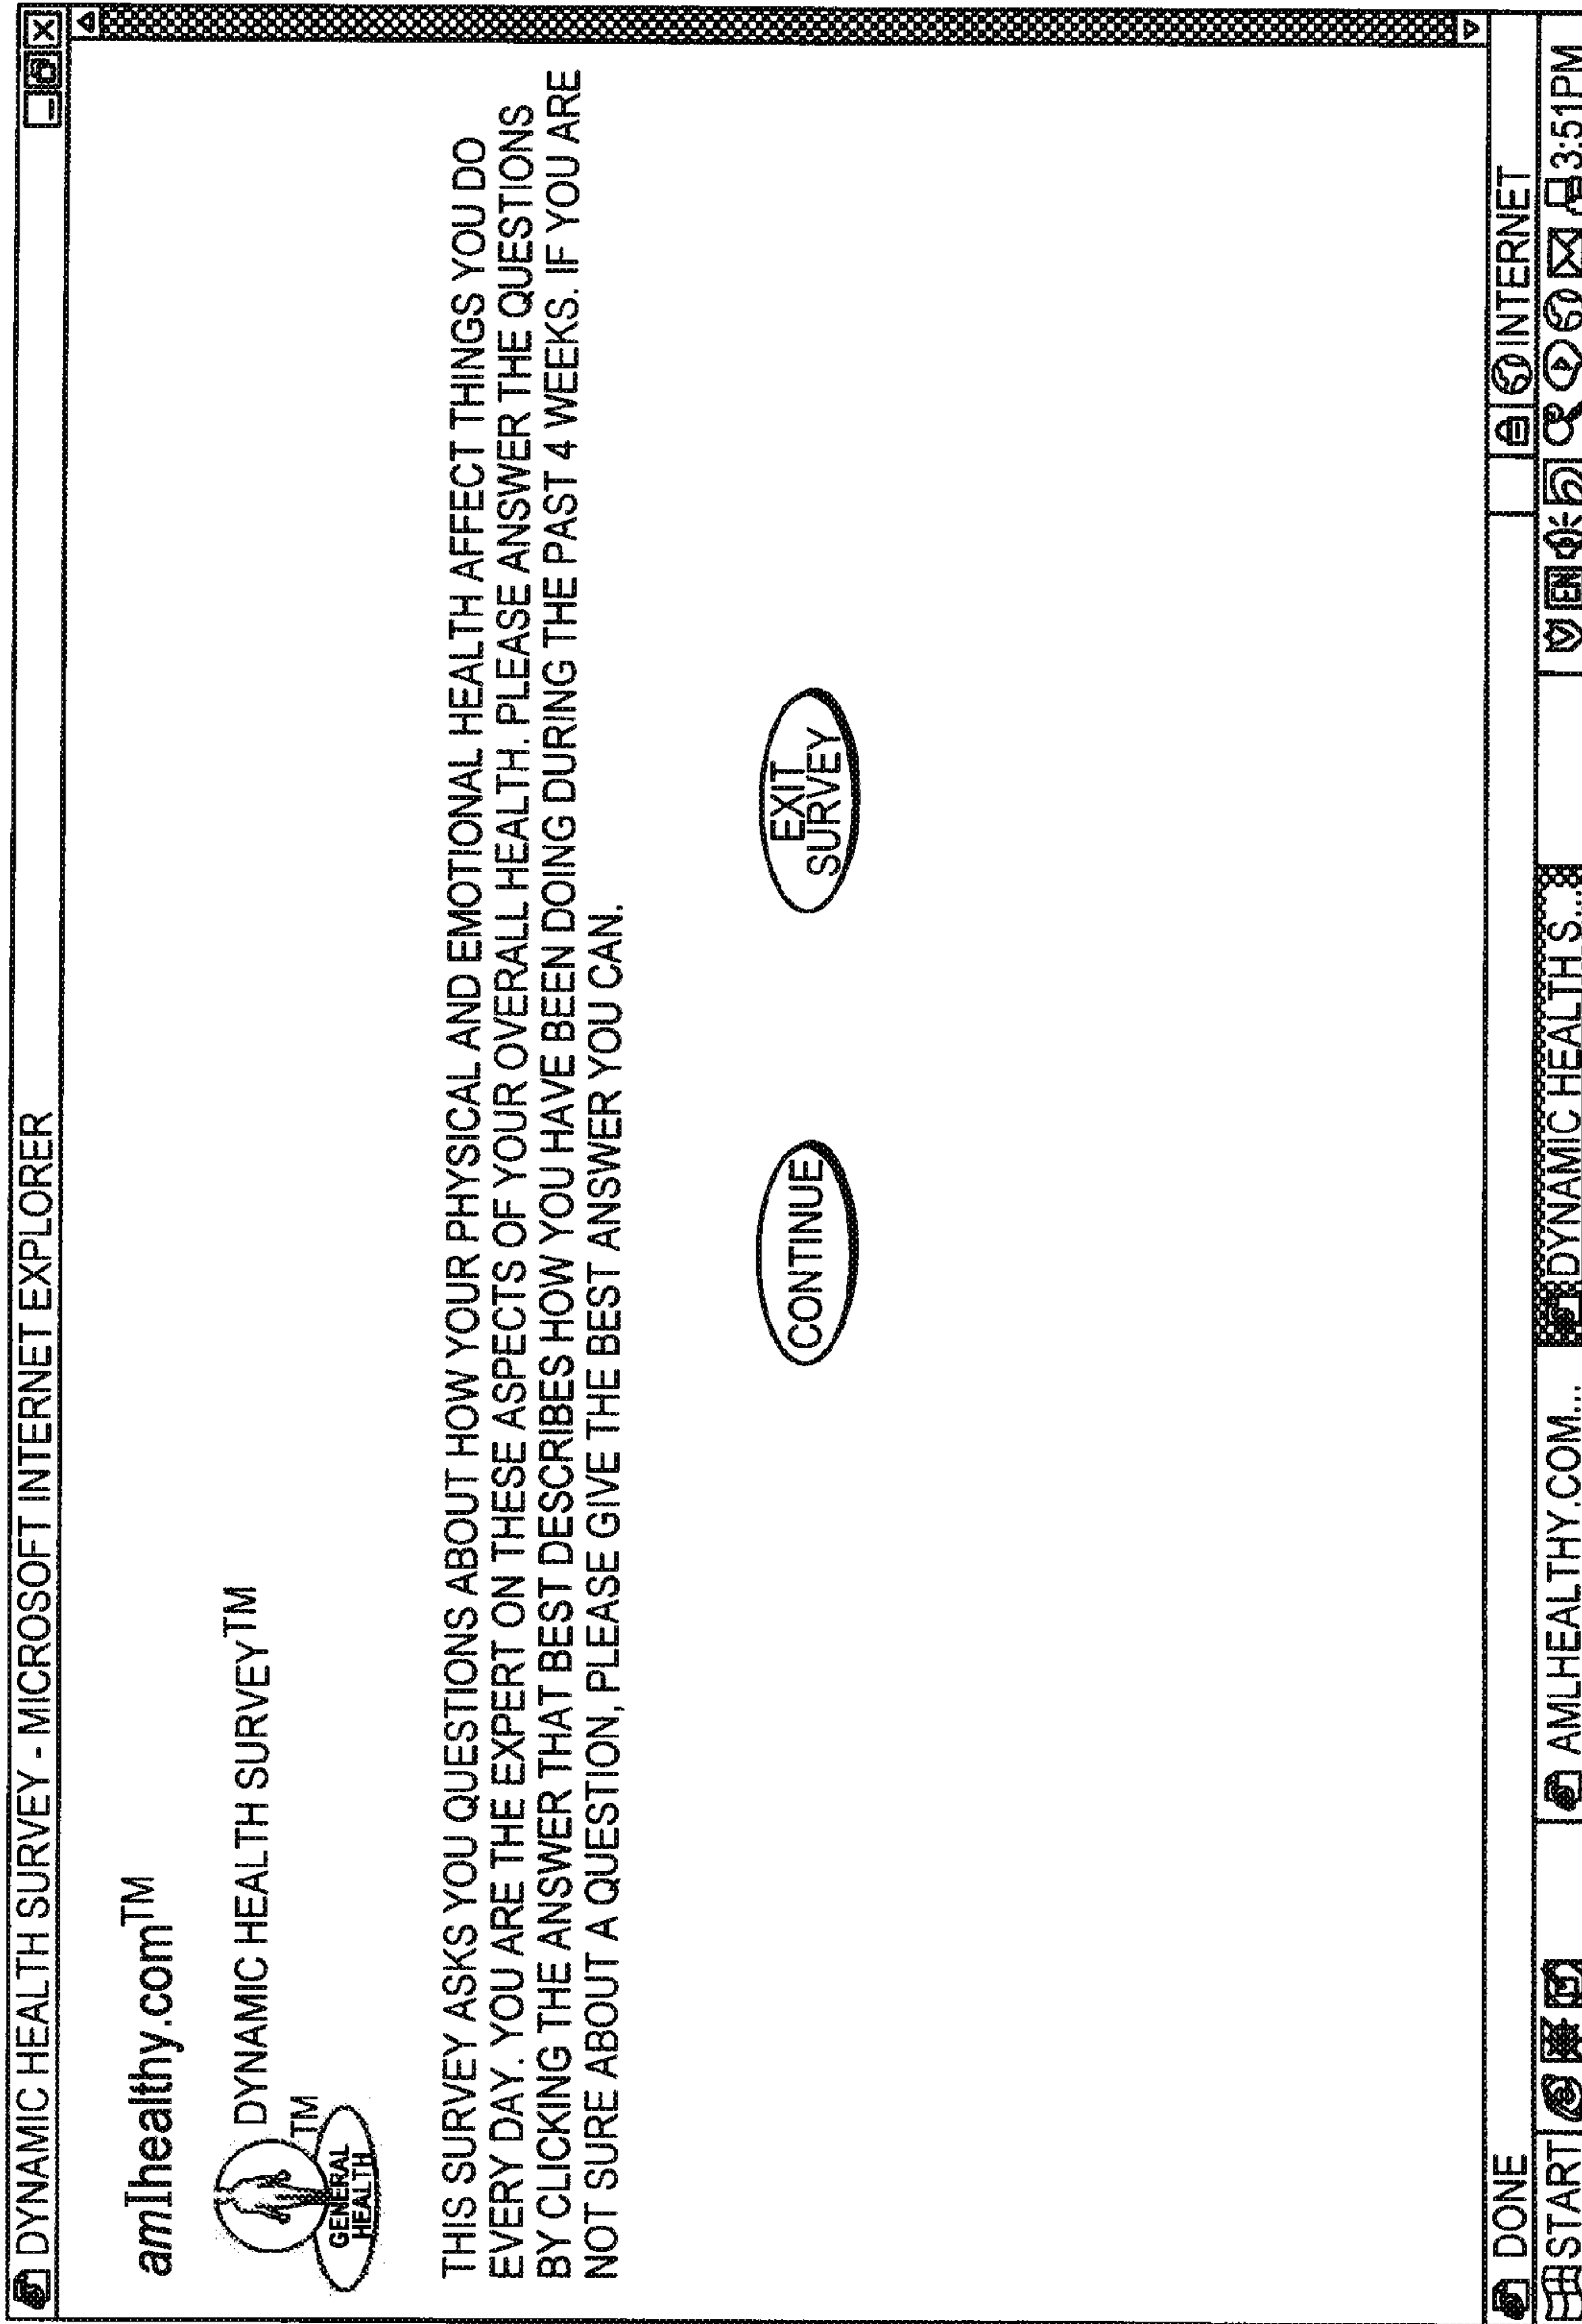 DYNAMIC HEALTH SURVEY - MICROSOFT INTERNET EXPLORER
amIhealthy.com™
DYNAMIC HEALTH SURVEY™
TM
GENERAL
HEALTH
THIS SURVEY ASKS YOU QUESTIONS ABOUT HOW YOUR PHYSICAL AND EMOTIONAL HEALTH AFFECT THINGS YOU DO
EVERY DAY. YOU ARE THE EXPERT ON THESE ASPECTS OF YOUR OVERALL HEALTH. PLEASE ANSWER THE QUESTIONS
BY CLICKING THE ANSWER THAT BEST DESCRIBES HOW YOU HAVE BEEN DOING DURING THE PAST 4 WEEKS. IF YOU ARE
NOT SURE ABOUT A QUESTION, PLEASE GIVE THE BEST ANSWER YOU CAN.
CONTINUE
EXIT
SURVEY
DONE
INTERNET
START
AMLHEALTHY.COM...
DYNAMIC HEALTH S...
EN
3:51PM